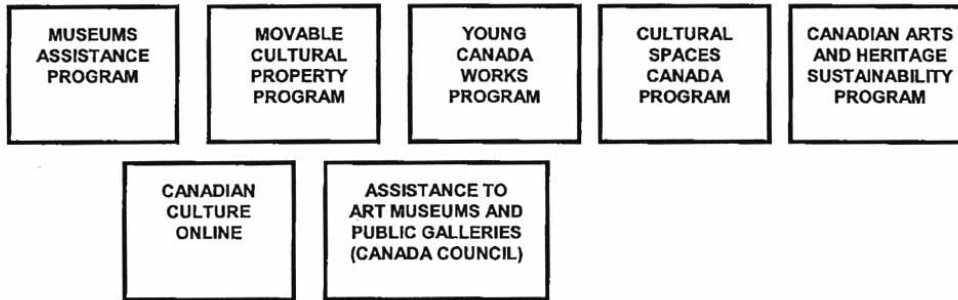 MUSEUMS
ASSISTANCE
PROGRAM
MOVABLE
CULTURAL
PROPERTY
PROGRAM
YOUNG
CANADA
WORKS
PROGRAM
CULTURAL
SPACES
CANADA
PROGRAM
CANADIAN ARTS
AND HERITAGE
SUSTAINABILITY
PROGRAM
CANADIAN
CULTURE
ONLINE
ASSISTANCE TO
ART MUSEUMS AND
PUBLIC GALLERIES
(CANADA COUNCIL)